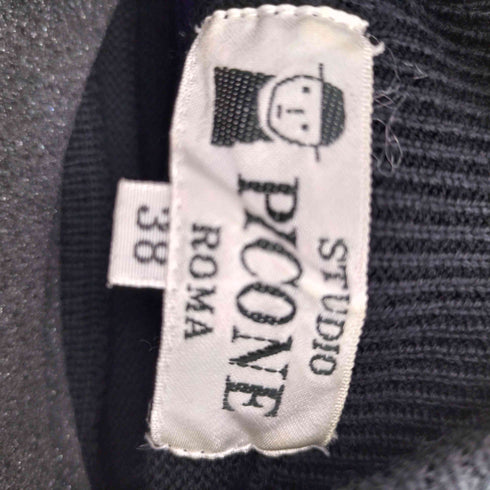 STUDIO
PICONE
ROMA
38